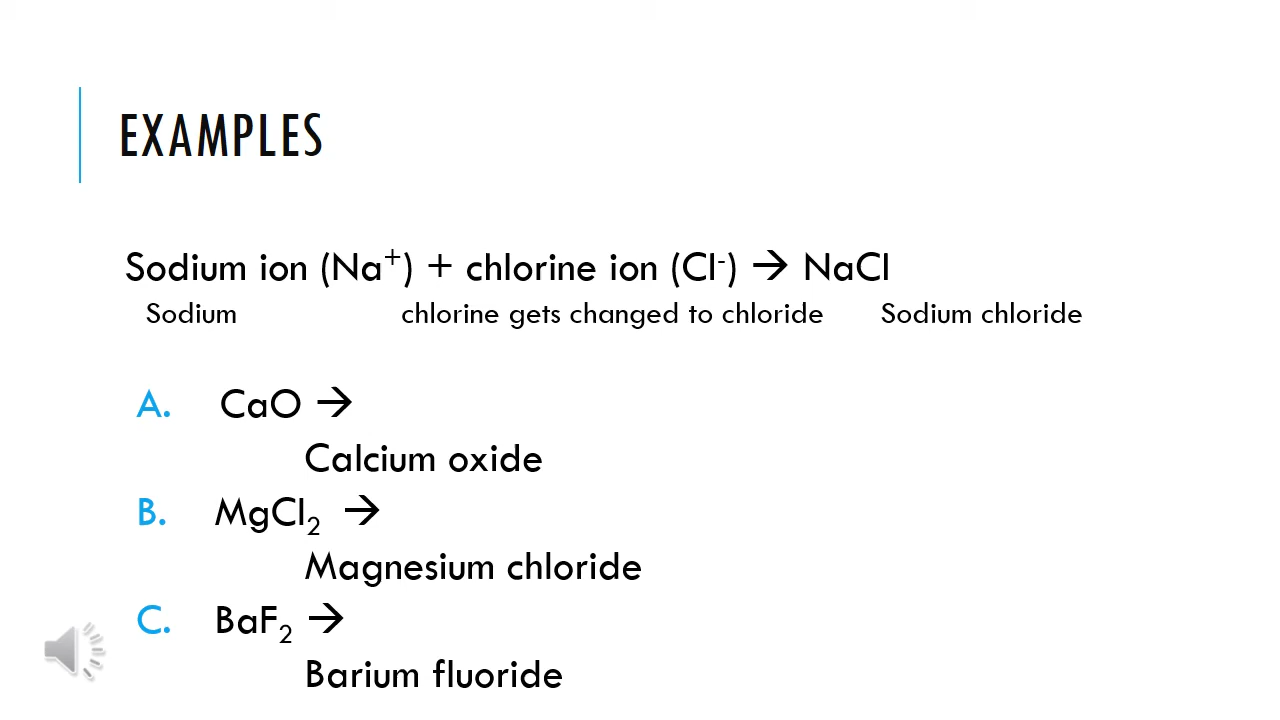 EXAMPLES
Sodium ion (Na⁺) + chlorine ion (Cl⁻) → NaCl
Sodium chlorine gets changed to chloride Sodium chloride
A. CaO →
Calcium oxide
B. MgCl₂ →
Magnesium chloride
C. BaF₂ →
Barium fluoride